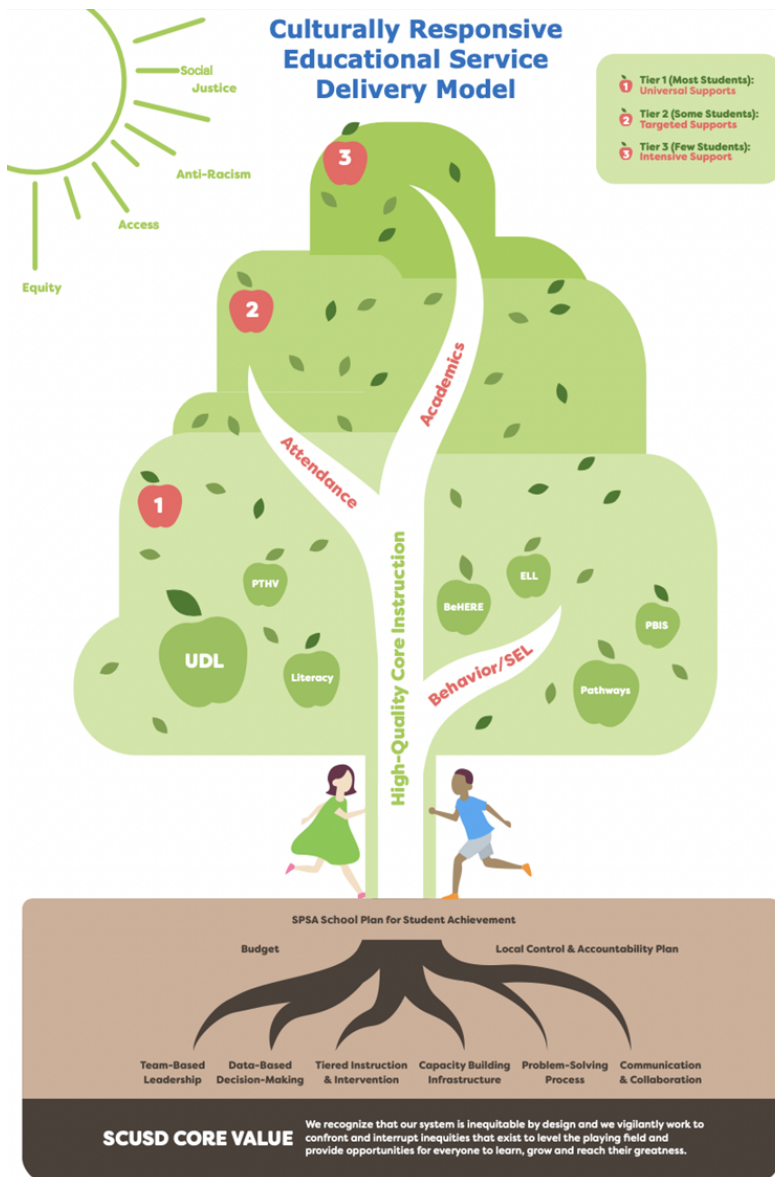 Culturally Responsive
Educational Service
Delivery Model
Social
Justice
Anti-Racism
Access
Equity
1 Tier 1 (Most Students):
Universal Supports
2 Tier 2 (Some Students):
Targeted Supports
3 Tier 3 (Few Students):
Intensive Support
3
2
1
Academics
Attendance
High-Quality Core Instruction
Behavior/SEL
PTHV
UDL
Literacy
BeHERE
ELL
PBIS
Pathways
SPSA School Plan for Student Achievement
Budget
Local Control & Accountability Plan
Team-Based
Leadership
Data-Based
Decision-Making
Tiered Instruction
& Intervention
Capacity Building
Infrastructure
Problem-Solving
Process
Communication
& Collaboration
SCUSD CORE VALUE
We recognize that our system is inequitable by design and we vigilantly work to
confront and interrupt inequities that exist to level the playing field and
provide opportunities for everyone to learn, grow and reach their greatness.